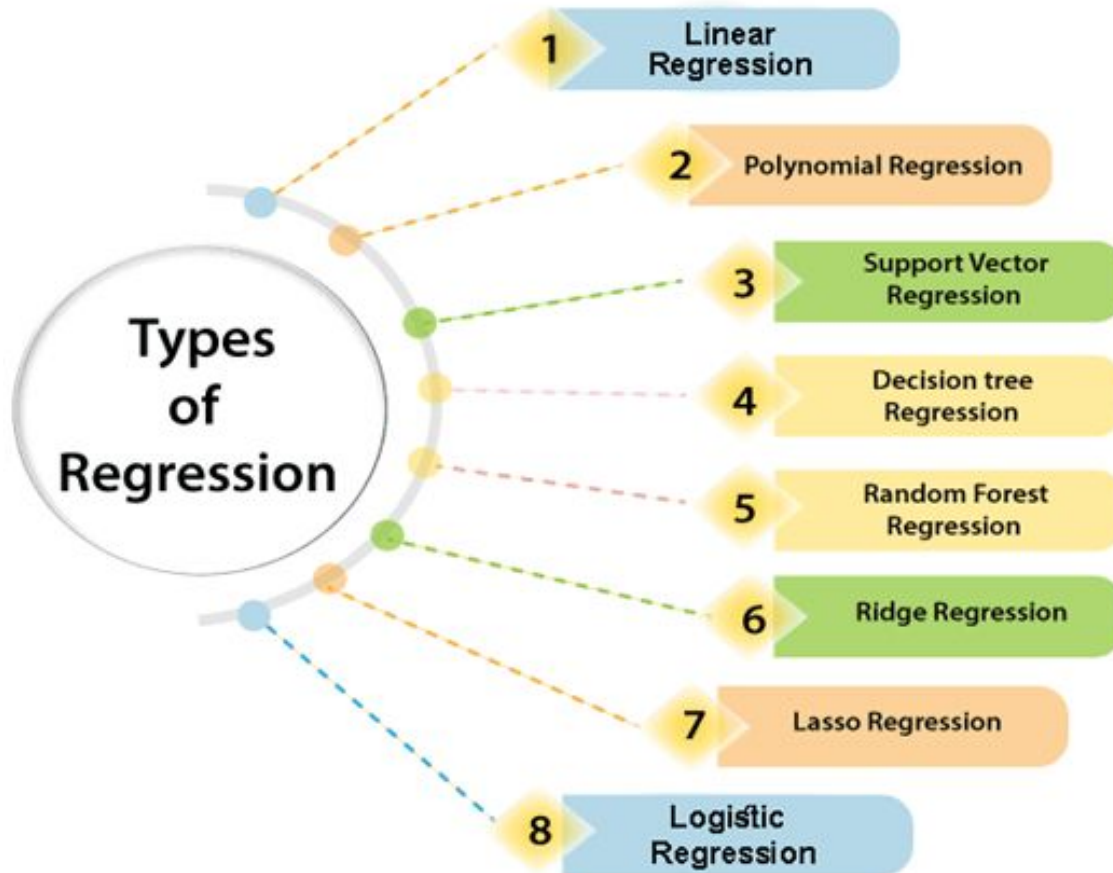 Types
of
Regression
1
Linear
Regression
2
Polynomial Regression
3
Support Vector
Regression
4
Decision tree
Regression
5
Random Forest
Regression
6
Ridge Regression
7
Lasso Regression
8
Logistic
Regression